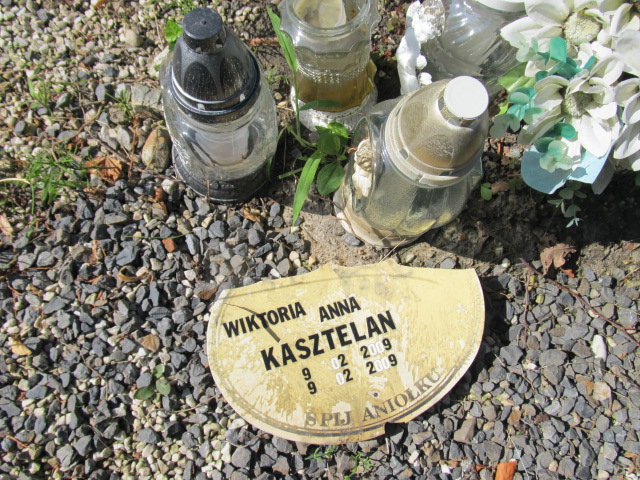 WIKTORIA ANNA
KASZTELAN
9 02 2009
9 02 2009
ŚPIJ ANIOŁKU